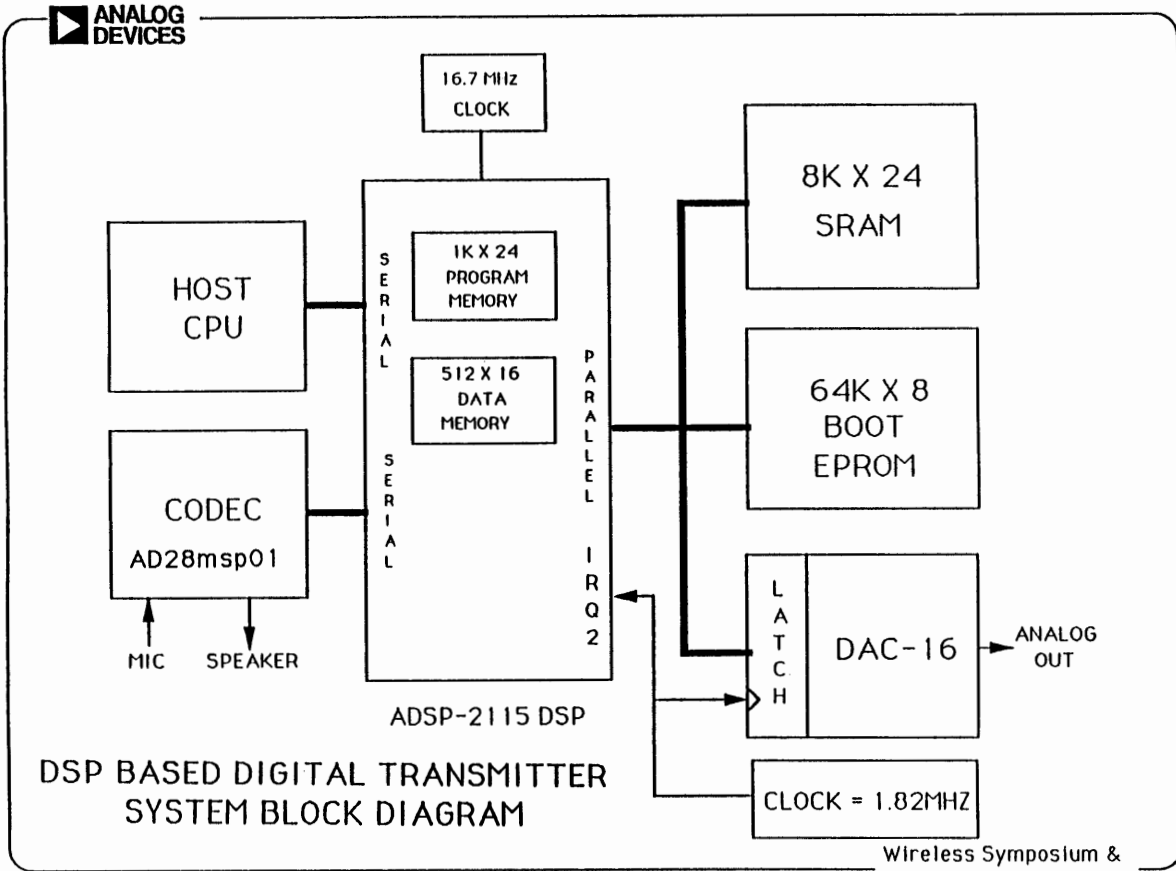 ANALOG
DEVICES
16.7 MHz
CLOCK
8K X 24
SRAM
HOST
CPU
SERIAL
1K X 24
PROGRAM
MEMORY
512 X 16
DATA
MEMORY
PARALLEL
64K X 8
BOOT
EPROM
CODEC
AD28msp01
SERIAL
IRQ2
LATCH
DAC-16
ANALOG
OUT
MIC
SPEAKER
ADSP-2115 DSP
DSP BASED DIGITAL TRANSMITTER
SYSTEM BLOCK DIAGRAM
CLOCK = 1.82MHZ
Wireless Symposium &